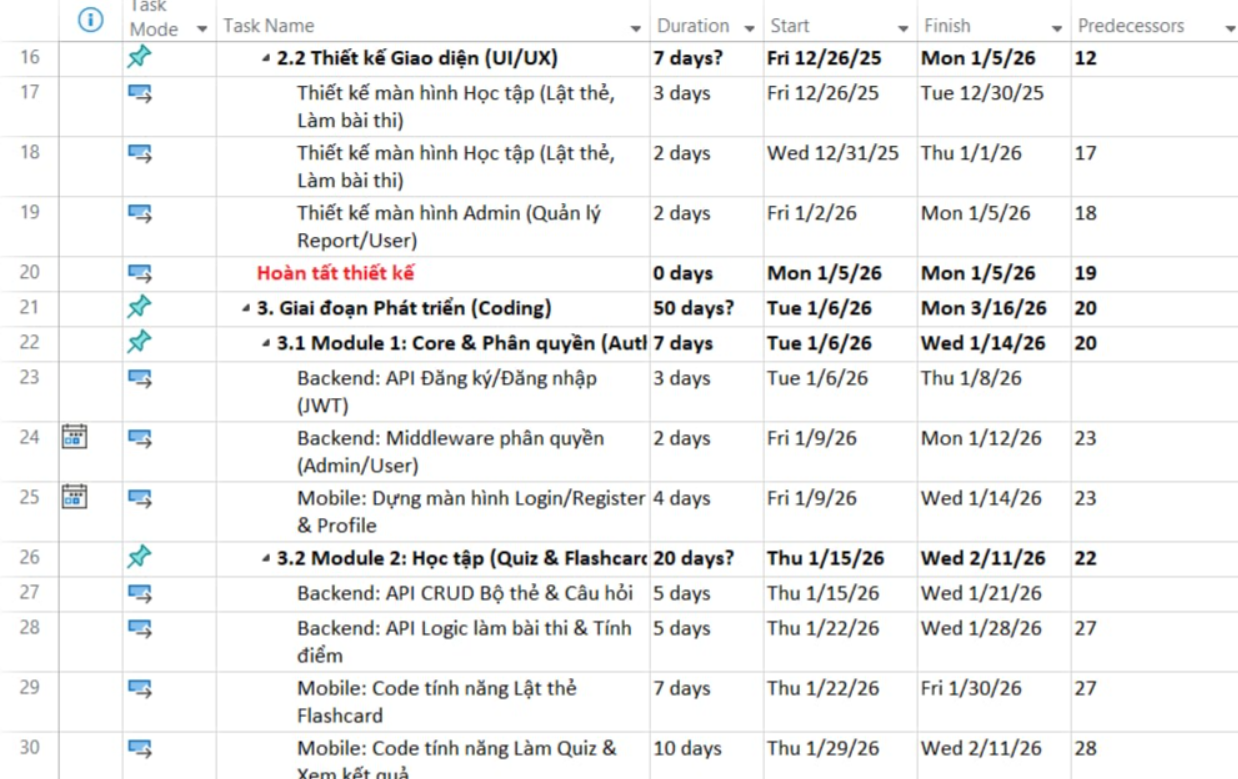 Task
Mode Task Name Duration Start Finish Predecessors
16 2.2 Thiết kế Giao diện (UI/UX) 7 days? Fri 12/26/25 Mon 1/5/26 12
17 Thiết kế màn hình Học tập (Lật thẻ, 3 days Fri 12/26/25 Tue 12/30/25
Làm bài thi)
18 Thiết kế màn hình Học tập (Lật thẻ, 2 days Wed 12/31/25 Thu 1/1/26 17
Làm bài thi)
19 Thiết kế màn hình Admin (Quản lý 2 days Fri 1/2/26 Mon 1/5/26 18
Report/User)
20 Hoàn tất thiết kế 0 days Mon 1/5/26 Mon 1/5/26 19
21 3. Giai đoạn Phát triển (Coding) 50 days? Tue 1/6/26 Mon 3/16/26 20
22 3.1 Module 1: Core & Phân quyền (Autl 7 days Tue 1/6/26 Wed 1/14/26 20
23 Backend: API Đăng ký/Đăng nhập 3 days Tue 1/6/26 Thu 1/8/26
(JWT)
24 Backend: Middleware phân quyền 2 days Fri 1/9/26 Mon 1/12/26 23
(Admin/User)
25 Mobile: Dựng màn hình Login/Register 4 days Fri 1/9/26 Wed 1/14/26 23
& Profile
26 3.2 Module 2: Học tập (Quiz & Flashcarc 20 days? Thu 1/15/26 Wed 2/11/26 22
27 Backend: API CRUD Bộ thẻ & Câu hỏi 5 days Thu 1/15/26 Wed 1/21/26
28 Backend: API Logic làm bài thi & Tính 5 days Thu 1/22/26 Wed 1/28/26 27
điểm
29 Mobile: Code tính năng Lật thẻ 7 days Thu 1/22/26 Fri 1/30/26 27
Flashcard
30 Mobile: Code tính năng Làm Quiz & 10 days Thu 1/29/26 Wed 2/11/26 28
Xem kết quả